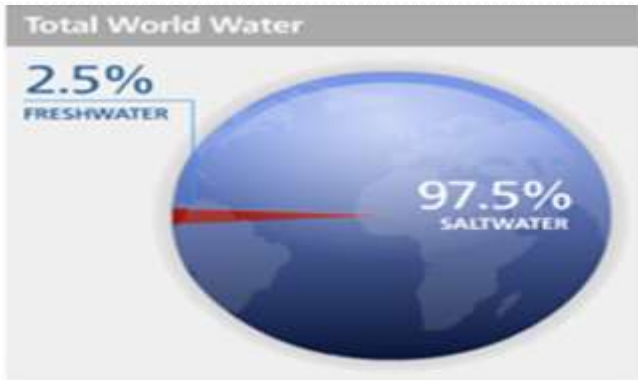 Total World Water
2.5%
FRESHWATER
97.5%
SALTWATER